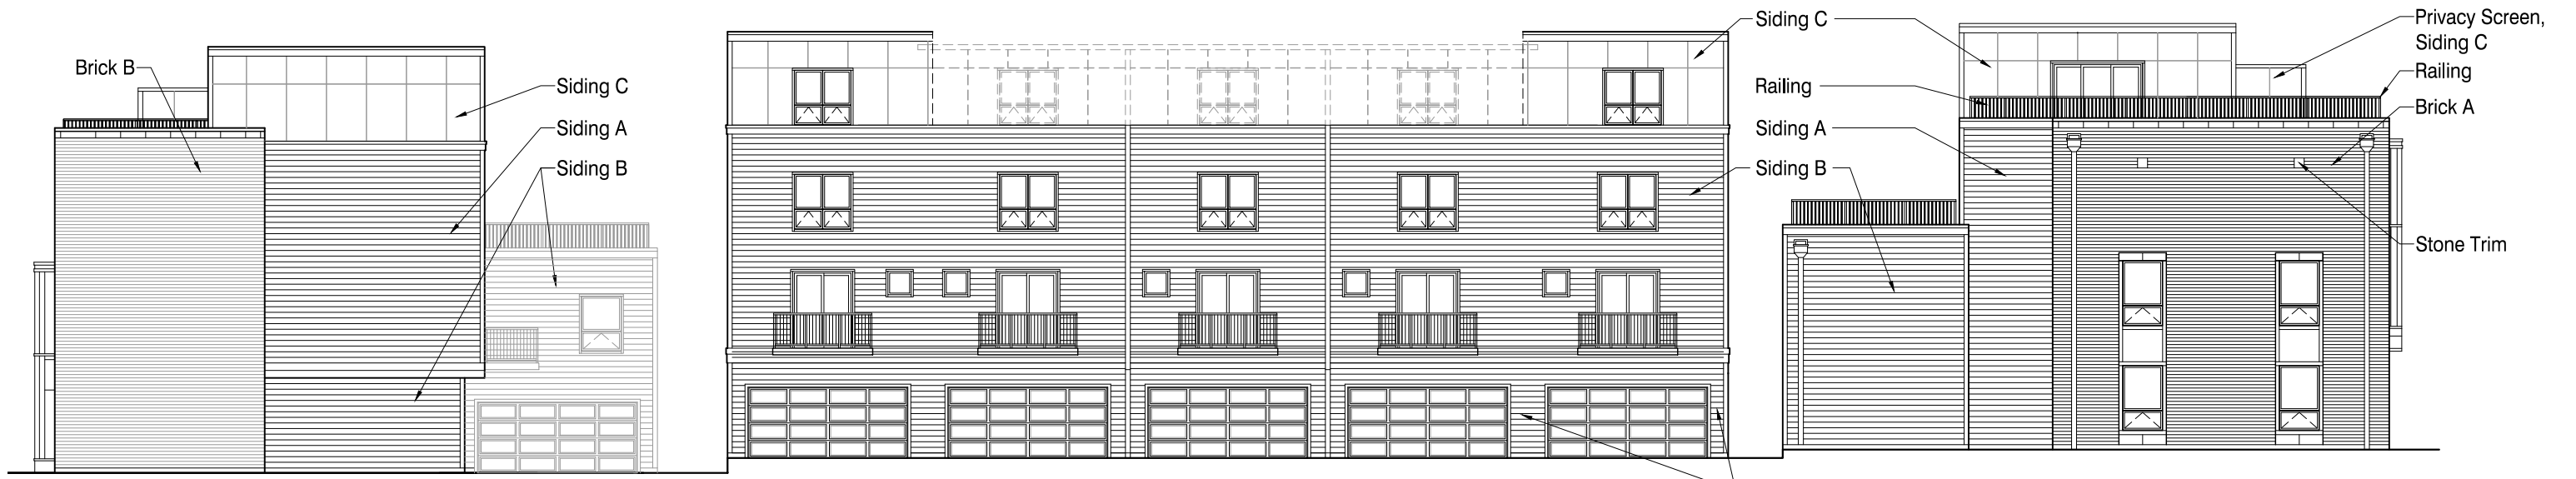 Brick B
Siding C
Siding A
Siding B
Siding C
Railing
Siding A
Siding B
Privacy Screen,
Siding C
Railing
Brick A
Stone Trim